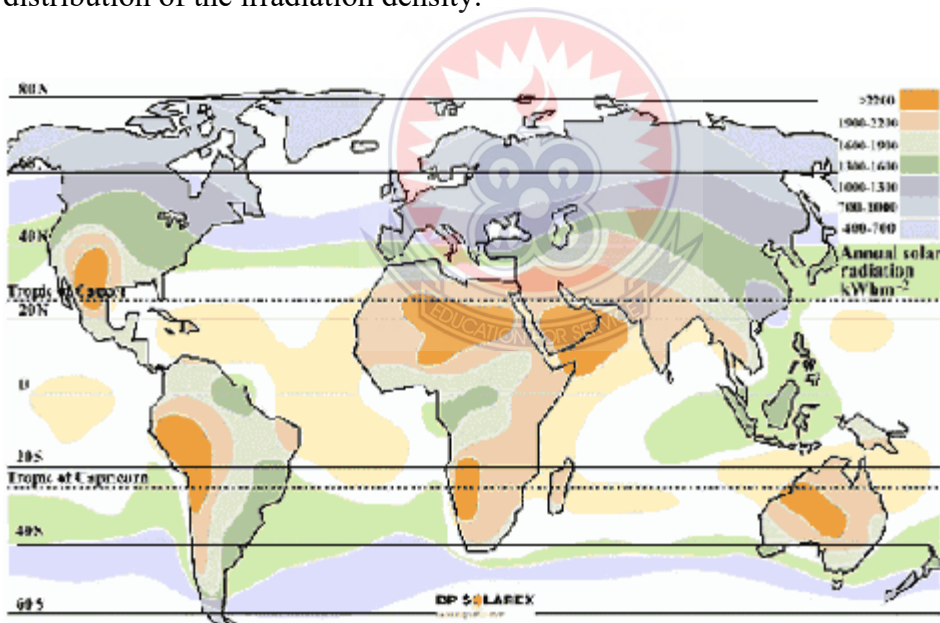 distribution of the irradiation density.
80 N
>2200
1900-2200
1600-1900
1300-1600
1000-1300
700-1000
400-700
60 N
40 N
Annual solar
radiation
kWhm-2
Tropic of Cancer
20 N
EDUCATION FOR SERVICE
0
20S
Tropic of Capricorn
40S
60 S
BP SOLAREX